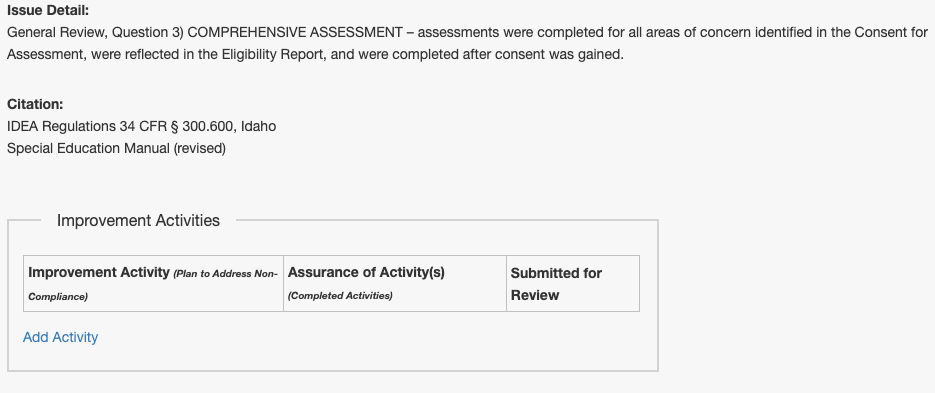 Issue Detail:
General Review, Question 3) COMPREHENSIVE ASSESSMENT – assessments were completed for all areas of concern identified in the Consent for
Assessment, were reflected in the Eligibility Report, and were completed after consent was gained.
Citation:
IDEA Regulations 34 CFR § 300.600, Idaho
Special Education Manual (revised)
Improvement Activities
Improvement Activity (Plan to Address Non-
Compliance)
Assurance of Activity(s)
(Completed Activities)
Submitted for
Review
Add Activity